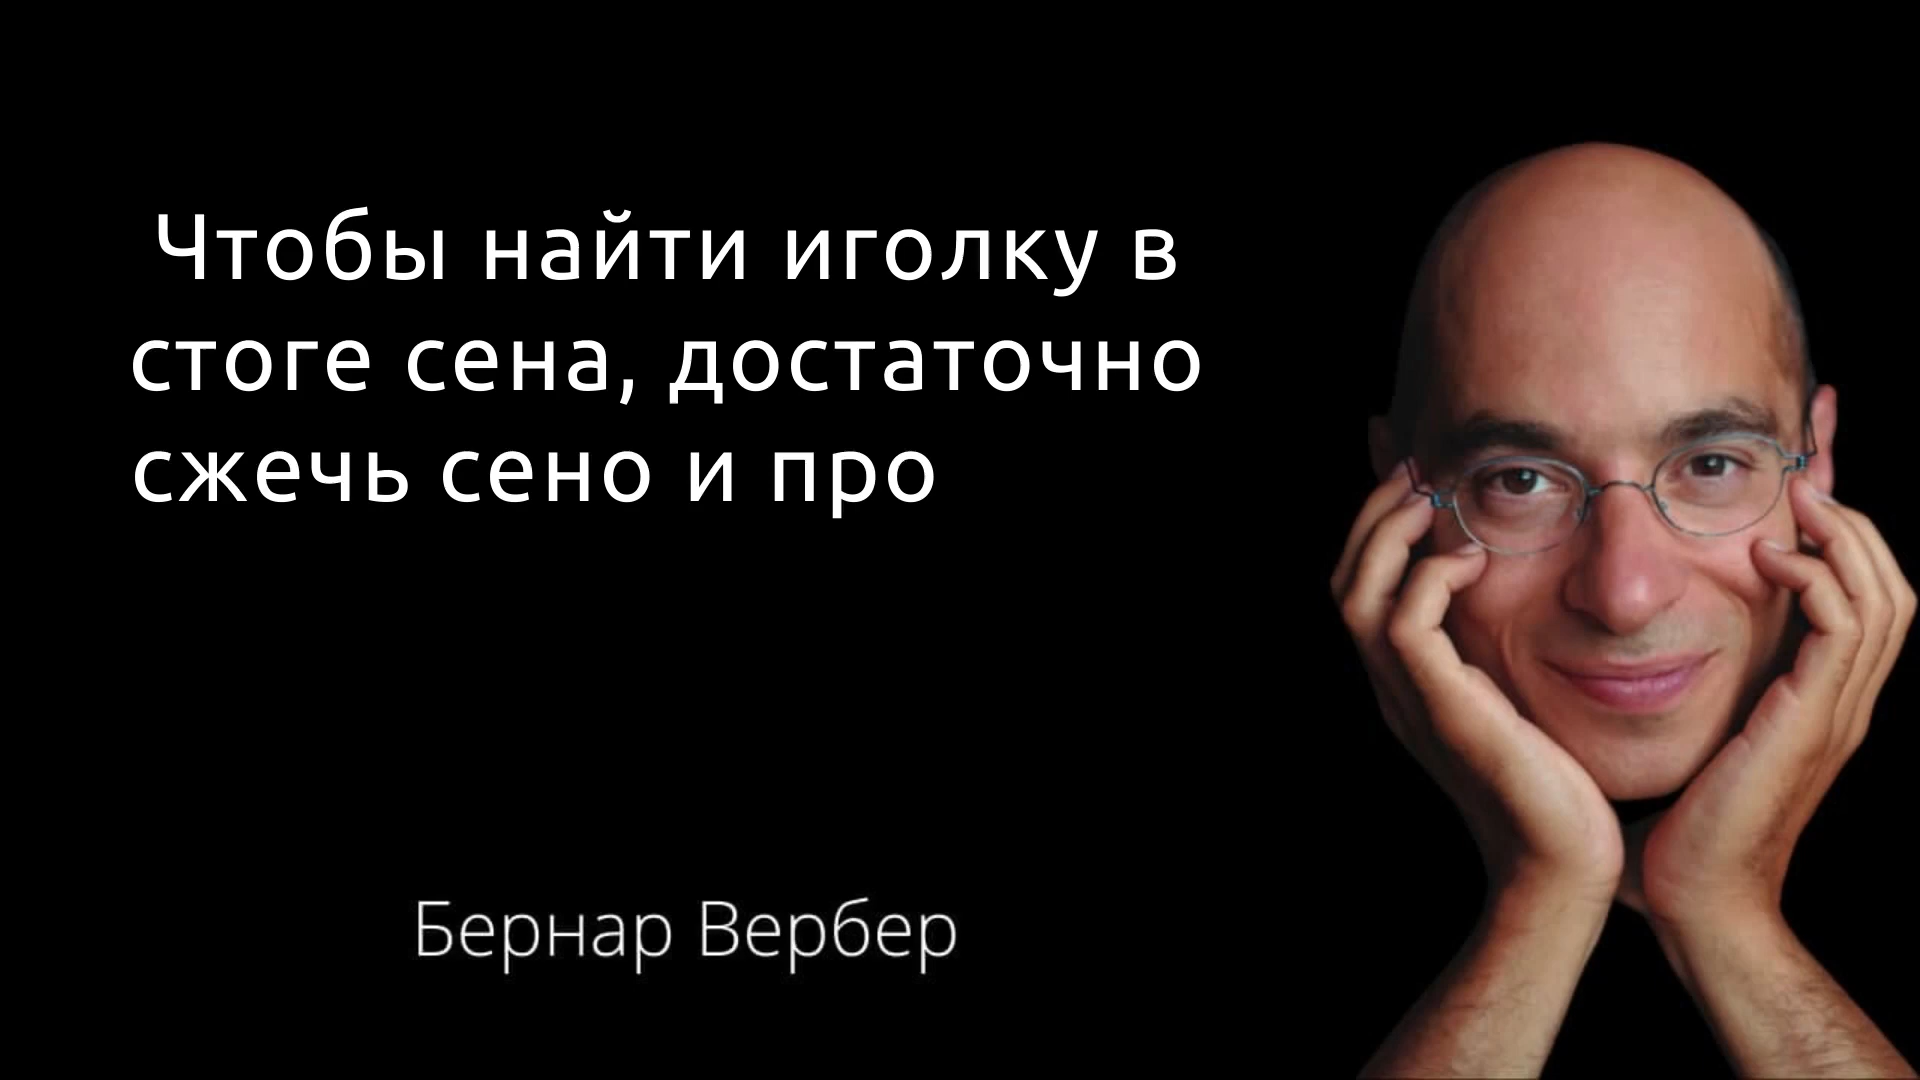 Чтобы найти иголку в
стоге сена, достаточно
сжечь сено и про
Бернар Вербер